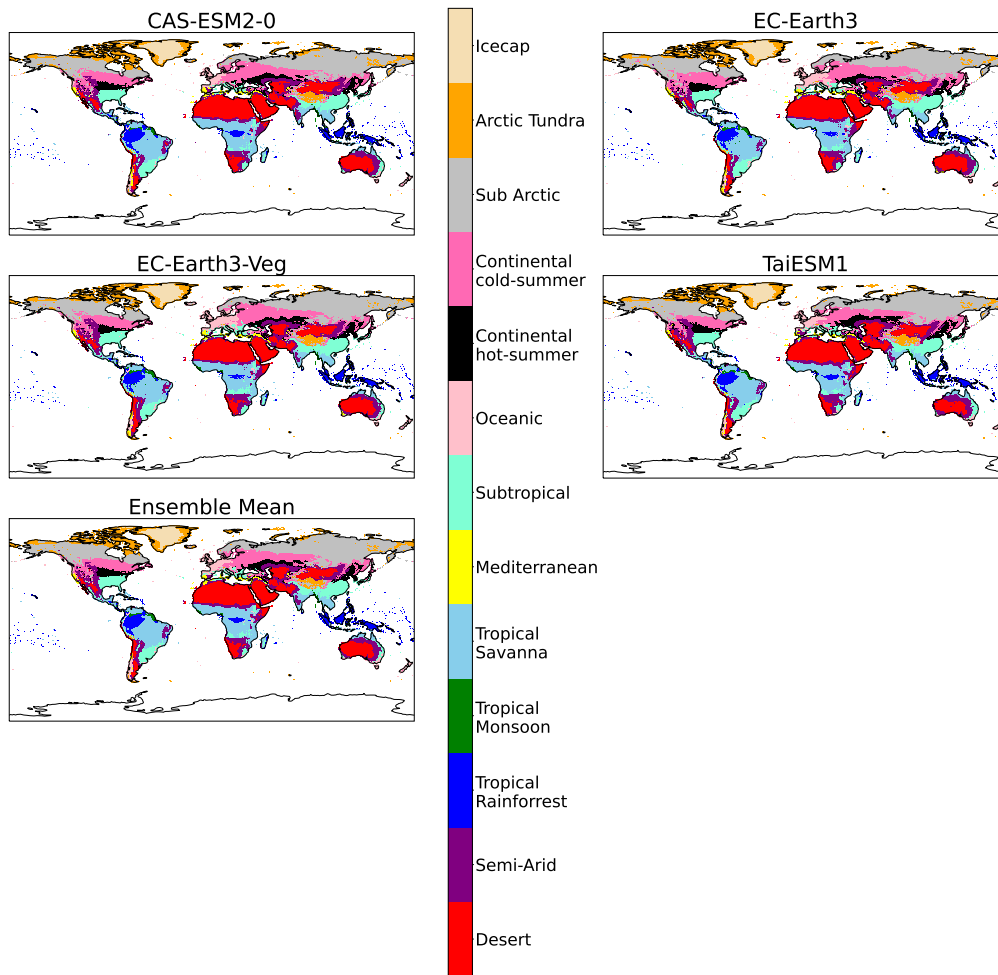 CAS-ESM2-0
EC-Earth3
EC-Earth3-Veg
TaiESM1
Ensemble Mean
Icecap
Arctic Tundra
Sub Arctic
Continental
cold-summer
Continental
hot-summer
Oceanic
Subtropical
Mediterranean
Tropical
Savanna
Tropical
Monsoon
Tropical
Rainforrest
Semi-Arid
Desert